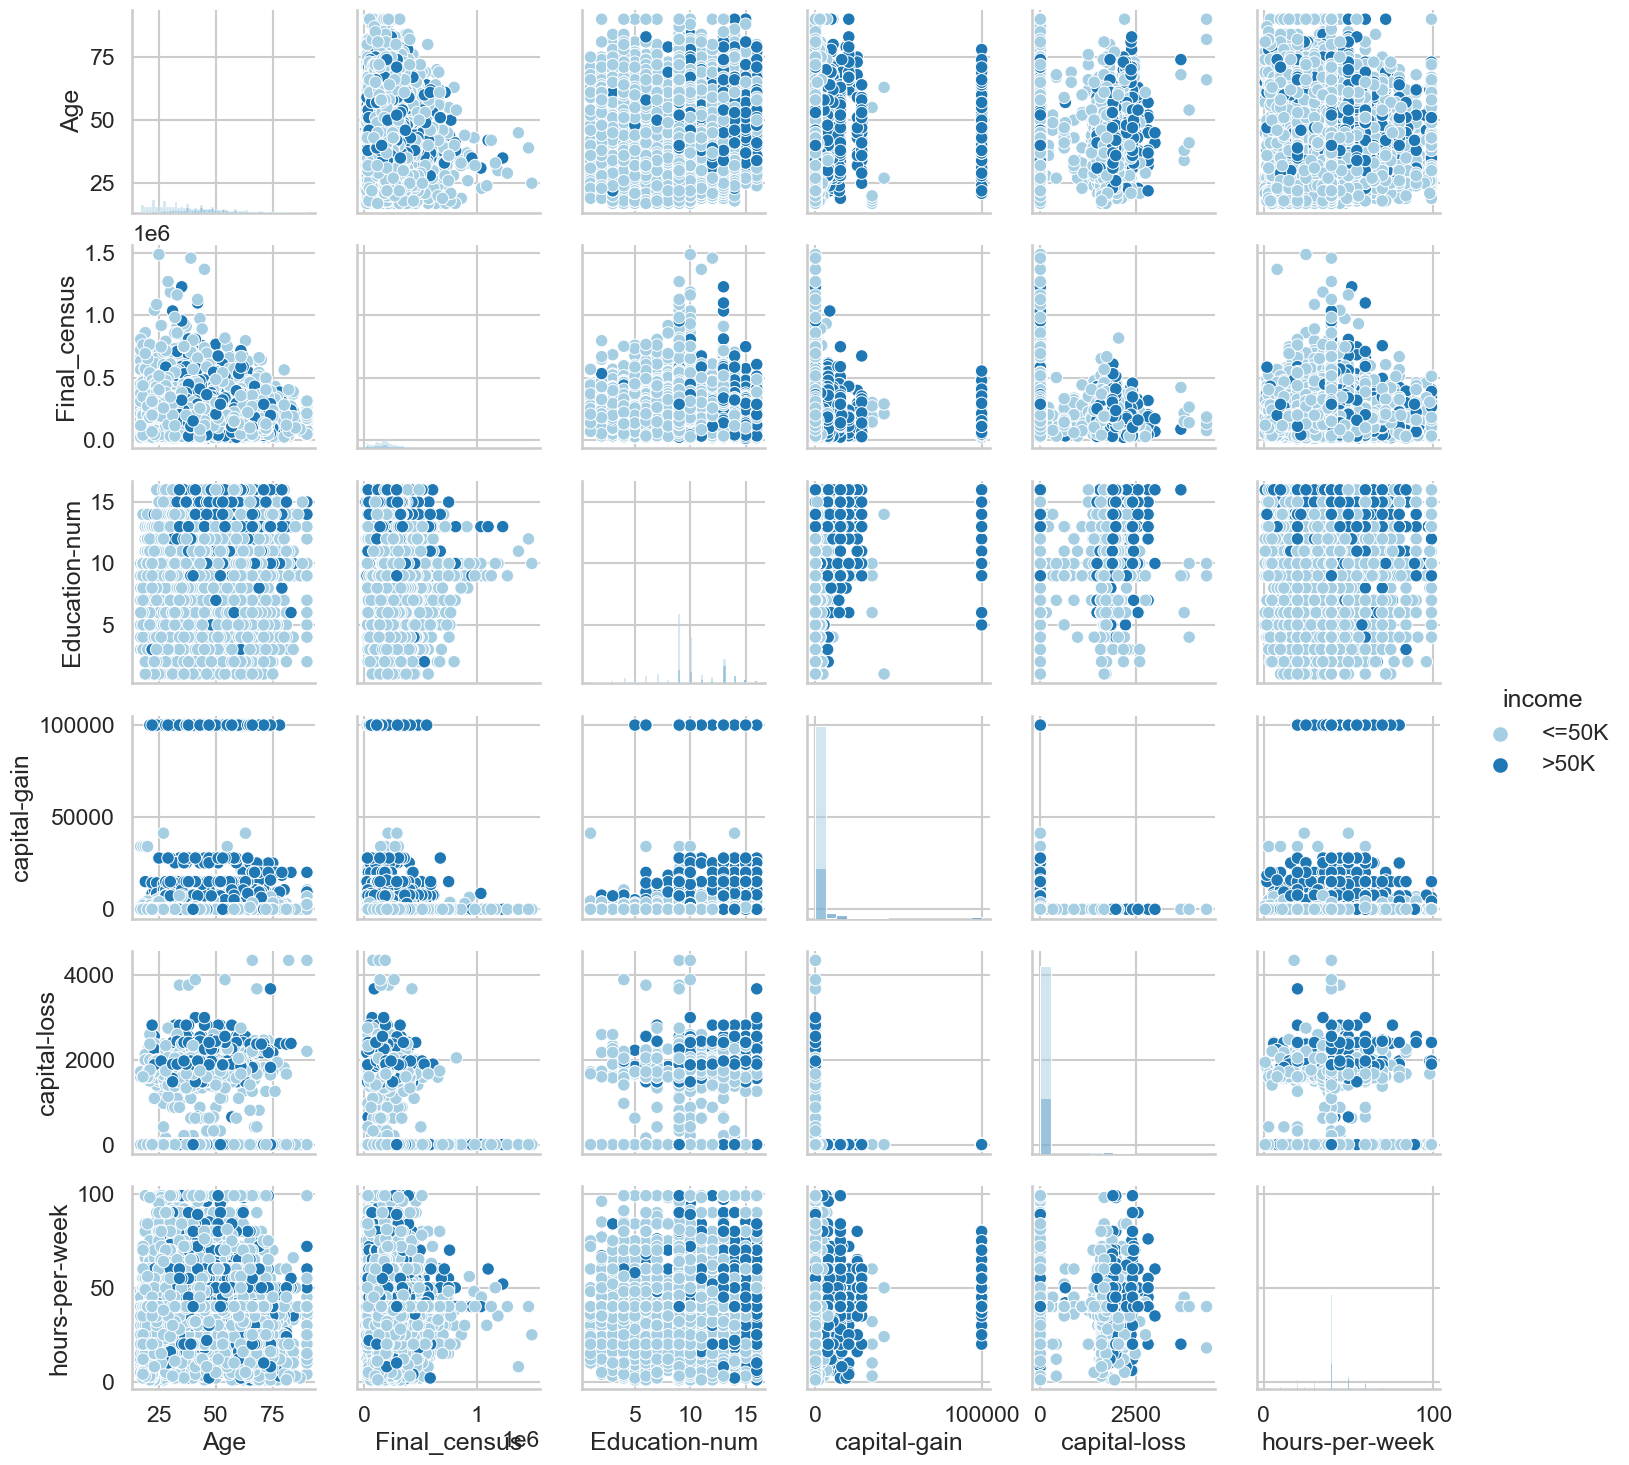 Age
75
50
25
1e6
Final_census
1.5
1.0
0.5
0.0
Education-num
15
10
5
income
<=50K
>50K
capital-gain
100000
50000
0
capital-loss
4000
2000
0
hours-per-week
100
50
0
25 50 75 0 1 5 10 15 0 100000 0 2500 0 100
1e6
Age Final_census Education-num capital-gain capital-loss hours-per-week